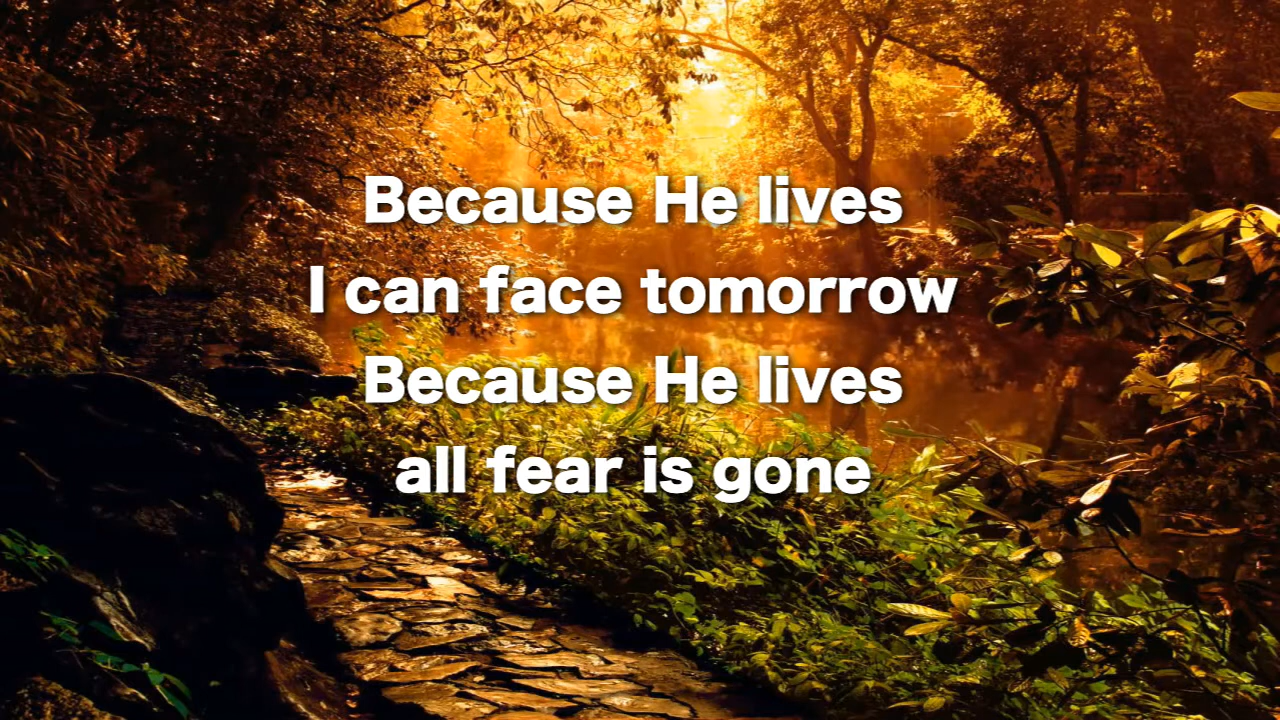 Because He lives
I can face tomorrow
Because He lives
all fear is gone